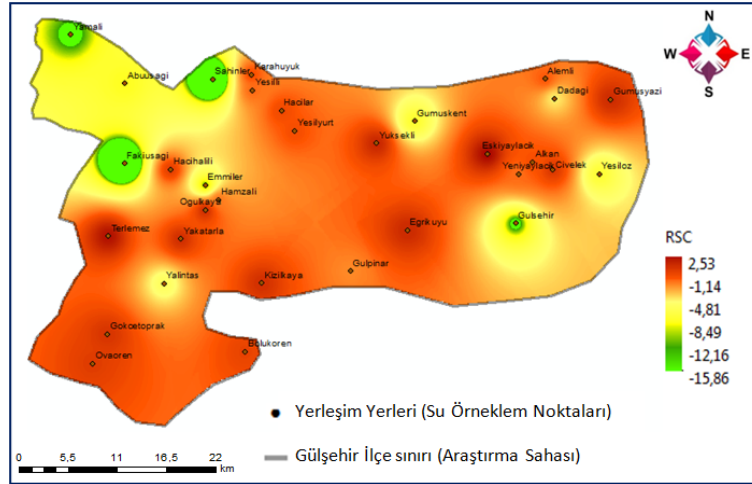 N
W E
S
Yamali
Abuusagi
Sahinler
Karahuyuk
Yesilli
Hacilar
Yesilyurt
Alemli
Dadagi
Gumusyazi
Gumuskent
Yuksekli
Eskiyaylacik
Alkan
Yeniyaylacik
Civelek
Yesiloz
Fakiusagi
Hacihalili
Emmiler
Hamzali
Ogulkaya
Gulsehir
Terlemez
Yakatarla
Egrikuyu
Yalintas
Kizilkaya
Gulpinar
Gokcetoprak
Bolukoren
Ovaoren
RSC
2,53
-1,14
-4,81
-8,49
-12,16
-15,86
Yerleşim Yerleri (Su Örneklem Noktaları)
Gülşehir İlçe sınırı (Araştırma Sahası)
0 5,5 11 16,5 22
km